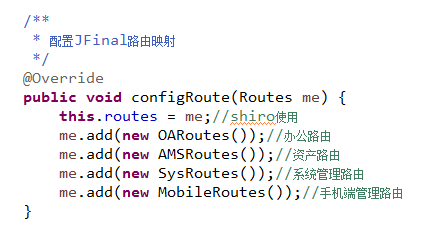 /**
 * 配置JFinal路由映射
 */
@Override
public void configRoute(Routes me) {
    this.routes = me;//shiro使用
    me.add(new OARoutes());//办公路由
    me.add(new AMSRoutes());//资产路由
    me.add(new SysRoutes());//系统管理路由
    me.add(new MobileRoutes());//手机端管理路由
}